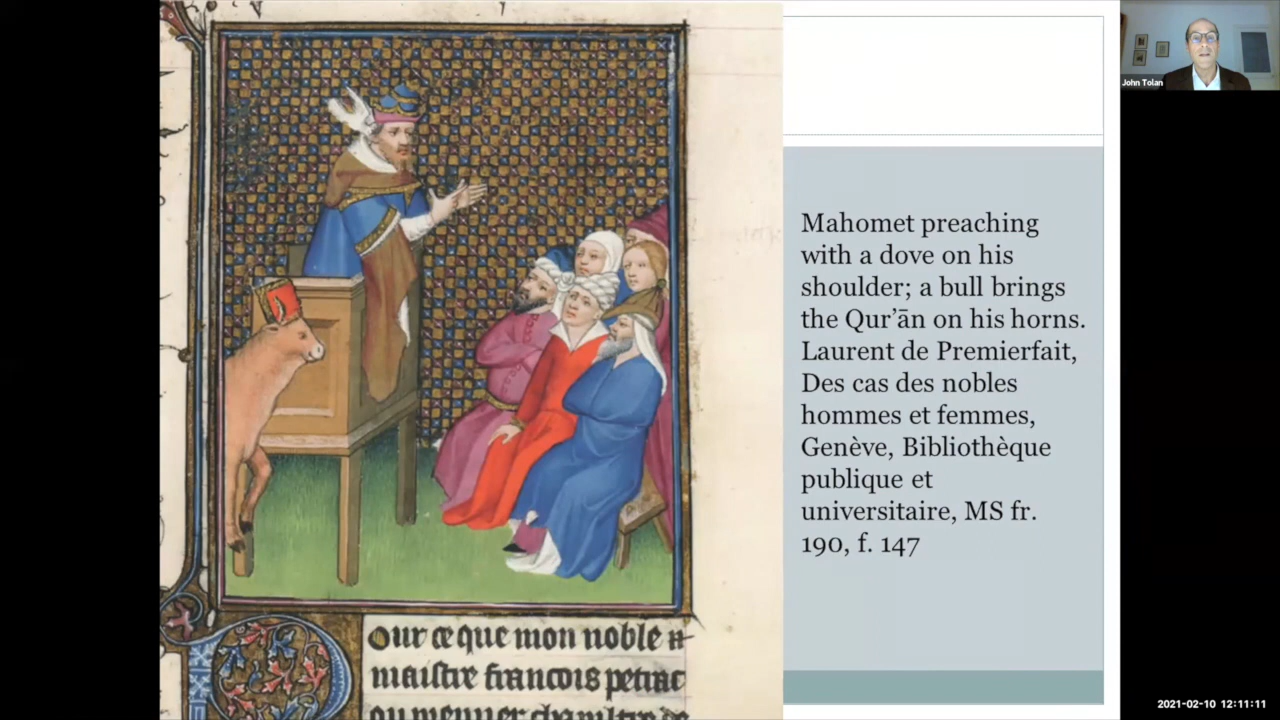 John Tolan
Mahomet preaching
with a dove on his
shoulder; a bull brings
the Qur’ān on his horns.
Laurent de Premierfait,
Des cas des nobles
hommes et femmes,
Genève, Bibliothèque
publique et
universitaire, MS fr.
190, f. 147
our ce que mon noble
maistre francois petrac
2021-02-10 12:11:11